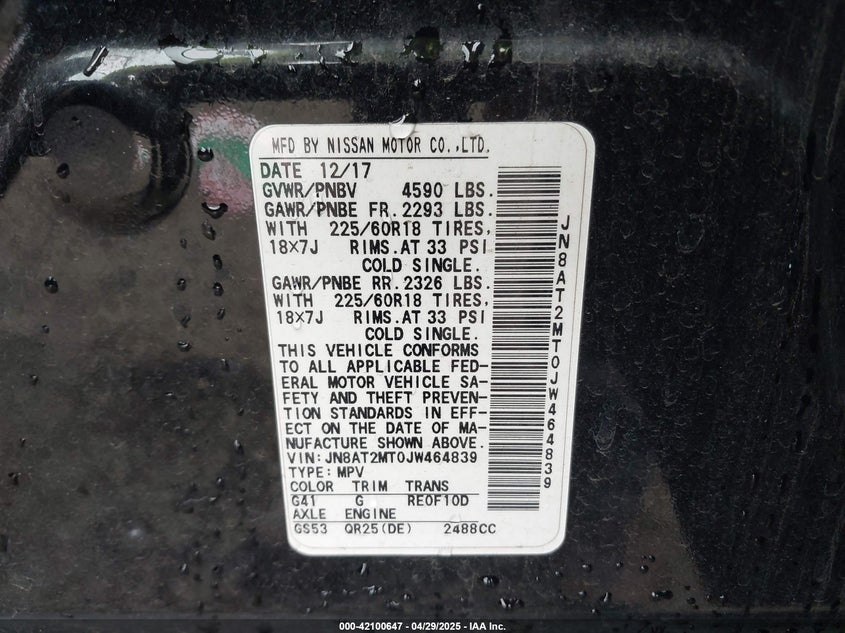 MFD BY NISSAN MOTOR CO.,LTD.
DATE 12/17
GVWR/PNBV 4590 LBS.
GAWR/PNBE FR.2293 LBS.
WITH 225/60R18 TIRES,
18×7J RIMS.AT 33 PSI
COLD SINGLE.
GAWR/PNBE RR.2326 LBS.
WITH 225/60R18 TIRES,
18×7J RIMS.AT 33 PSI
COLD SINGLE.
THIS VEHICLE CONFORMS
TO ALL APPLICABLE FED-
ERAL MOTOR VEHICLE SA-
FETY AND THEFT PREVEN-
TION STANDARDS IN EFF-
ECT ON THE DATE OF MA-
NUFACTURE SHOWN ABOVE.
VIN:JN8AT2MT0JW464839
TYPE:MPV
COLOR TRIM TRANS
G41 G RE0F10D
AXLE ENGINE
GS53 QR25(DE) 2488CC
JN8AT2MT0JW464839
000-42100647 / 04/29/2025 - IAA Inc.